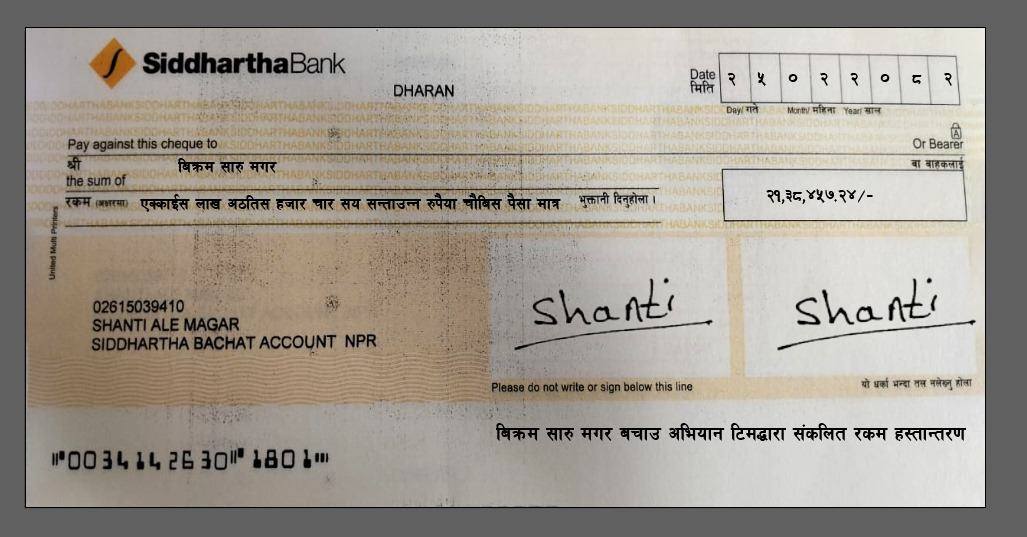 SiddharthaBank
DHARAN
Date मिति २ ५ ० २ २ ० ८ २
Day/ गते Month/ महिना Year/ साल
Pay against this cheque to
A
Or Bearer
श्री बिक्रम सारु मगर वा वाहकलाई
the sum of
रकम (अक्षरमा) एक्काईस लाख अठतिस हजार चार सय सन्ताउन्न रुपैया चौबिस पैसा मात्र भुक्तानी दिनुहोला ।
२१,३८,४५७.२४/-
United Multi Printers
02615039410
SHANTI ALE MAGAR
SIDDHARTHA BACHAT ACCOUNT NPR
Shanti Shanti
Please do not write or sign below this line यो धर्का भन्दा तल नलेख्नु होला
बिक्रम सारु मगर बचाउ अभियान टिमद्धारा संकलित रकम हस्तान्तरण
⑈0034142630⑈1801⑈